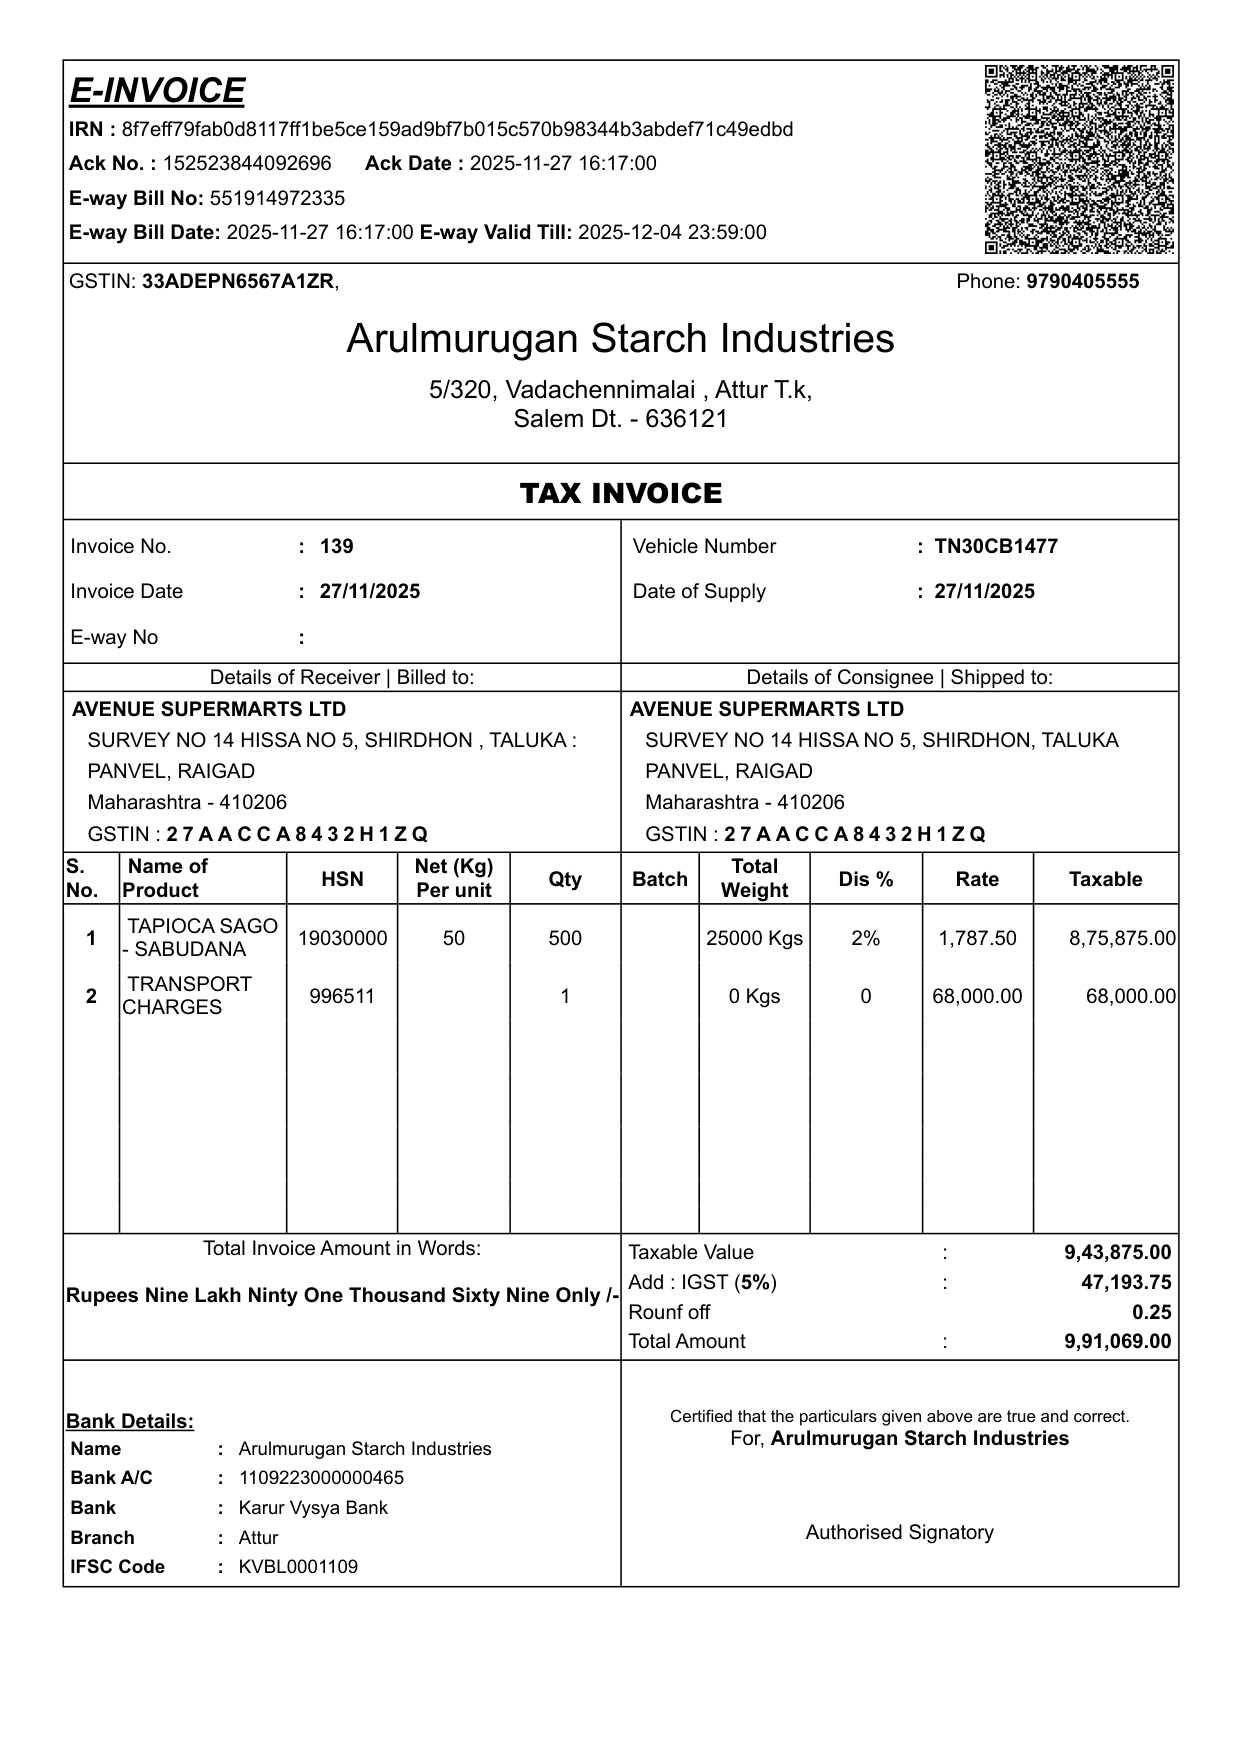 E-INVOICE
IRN : 8f7eff79fab0d8117ff1be5ce159ad9bf7b015c570b98344b3abdef71c49edbd
Ack No. : 152523844092696 Ack Date : 2025-11-27 16:17:00
E-way Bill No: 551914972335
E-way Bill Date: 2025-11-27 16:17:00 E-way Valid Till: 2025-12-04 23:59:00
GSTIN: 33ADEPN6567A1ZR, Phone: 9790405555
Arulmurugan Starch Industries
5/320, Vadachennimalai , Attur T.k,
Salem Dt. - 636121
TAX INVOICE
Invoice No. : 139 Vehicle Number : TN30CB1477
Invoice Date : 27/11/2025 Date of Supply : 27/11/2025
E-way No :
Details of Receiver | Billed to: Details of Consignee | Shipped to:
AVENUE SUPERMARTS LTD
SURVEY NO 14 HISSA NO 5, SHIRDHON , TALUKA :
PANVEL, RAIGAD
Maharashtra - 410206
GSTIN : 2 7 A A C C A 8 4 3 2 H 1 Z Q
AVENUE SUPERMARTS LTD
SURVEY NO 14 HISSA NO 5, SHIRDHON, TALUKA
PANVEL, RAIGAD
Maharashtra - 410206
GSTIN : 2 7 A A C C A 8 4 3 2 H 1 Z Q
S. No. Name of Product HSN Net (Kg) Per unit Qty Batch Total Weight Dis % Rate Taxable
1 TAPIOCA SAGO - SABUDANA 19030000 50 500 25000 Kgs 2% 1,787.50 8,75,875.00
2 TRANSPORT CHARGES 996511 1 0 Kgs 0 68,000.00 68,000.00
Total Invoice Amount in Words:
Rupees Nine Lakh Ninty One Thousand Sixty Nine Only /-
Taxable Value : 9,43,875.00
Add : IGST (5%) : 47,193.75
Rounf off 0.25
Total Amount : 9,91,069.00
Bank Details:
Name : Arulmurugan Starch Industries
Bank A/C : 1109223000000465
Bank : Karur Vysya Bank
Branch : Attur
IFSC Code : KVBL0001109
Certified that the particulars given above are true and correct.
For, Arulmurugan Starch Industries
Authorised Signatory